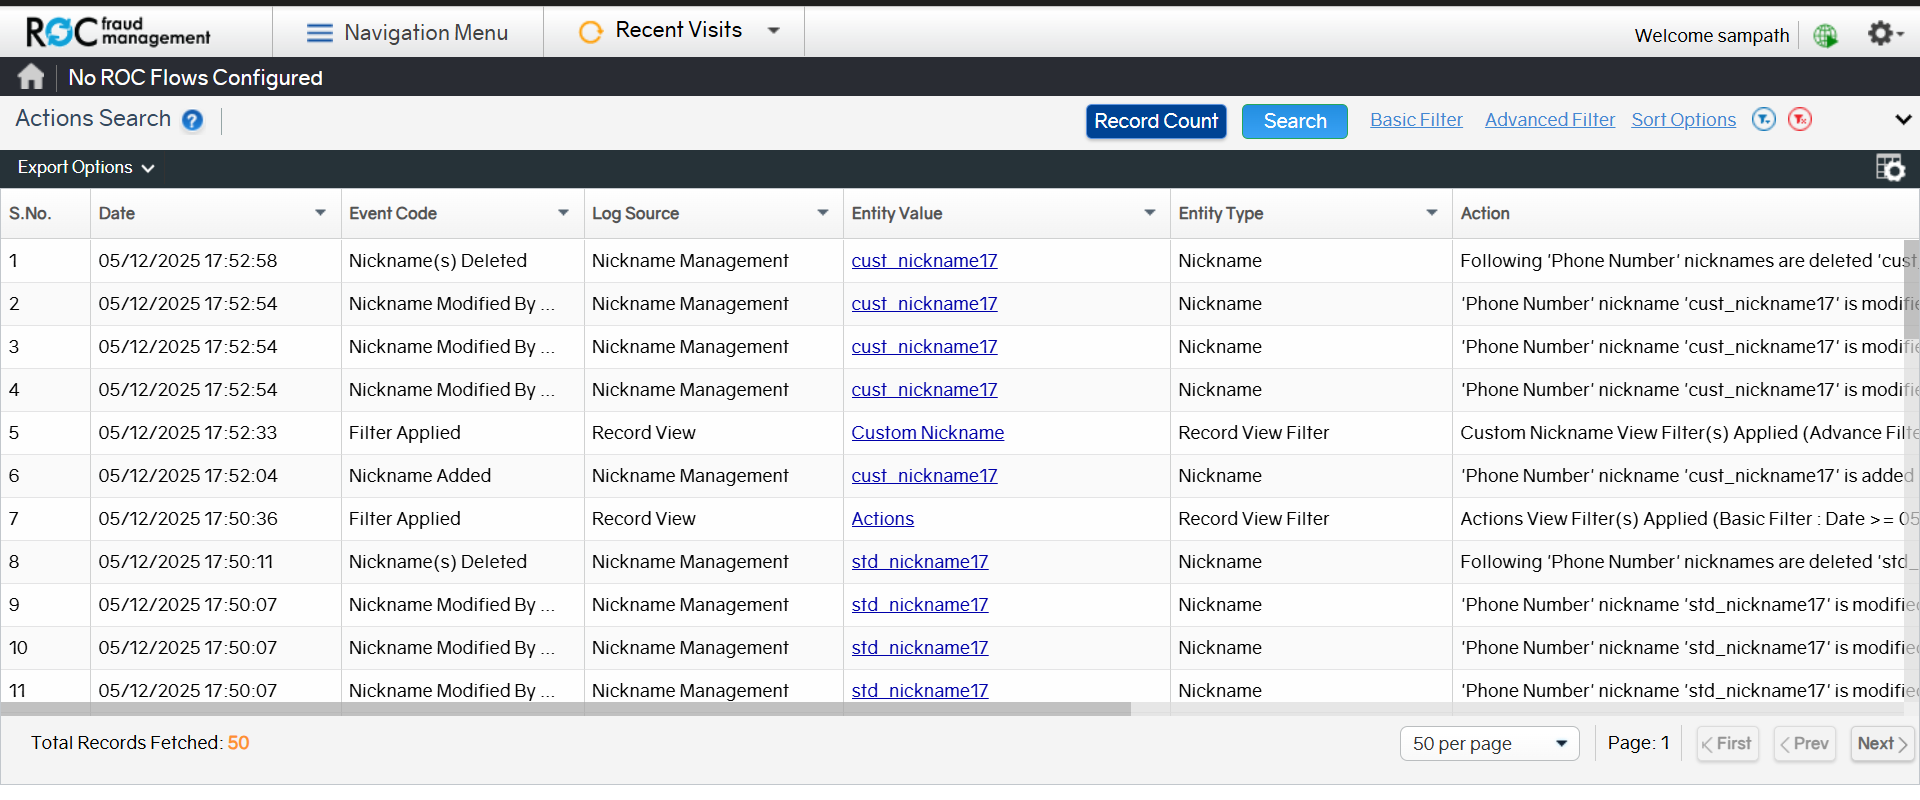 ROC fraud management
Navigation Menu
Recent Visits
Welcome sampath
No ROC Flows Configured
Actions Search ?
Record Count
Search
Basic Filter
Advanced Filter
Sort Options
Export Options
S.No. Date Event Code Log Source Entity Value Entity Type Action
1 05/12/2025 17:52:58 Nickname(s) Deleted Nickname Management cust_nickname17 Nickname Following 'Phone Number' nicknames are deleted 'cust
2 05/12/2025 17:52:54 Nickname Modified By ... Nickname Management cust_nickname17 Nickname 'Phone Number' nickname 'cust_nickname17' is modifie
3 05/12/2025 17:52:54 Nickname Modified By ... Nickname Management cust_nickname17 Nickname 'Phone Number' nickname 'cust_nickname17' is modifie
4 05/12/2025 17:52:54 Nickname Modified By ... Nickname Management cust_nickname17 Nickname 'Phone Number' nickname 'cust_nickname17' is modifie
5 05/12/2025 17:52:33 Filter Applied Record View Custom Nickname Record View Filter Custom Nickname View Filter(s) Applied (Advance Filte
6 05/12/2025 17:52:04 Nickname Added Nickname Management cust_nickname17 Nickname 'Phone Number' nickname 'cust_nickname17' is added
7 05/12/2025 17:50:36 Filter Applied Record View Actions Record View Filter Actions View Filter(s) Applied (Basic Filter : Date >= 05
8 05/12/2025 17:50:11 Nickname(s) Deleted Nickname Management std_nickname17 Nickname Following 'Phone Number' nicknames are deleted 'std_
9 05/12/2025 17:50:07 Nickname Modified By ... Nickname Management std_nickname17 Nickname 'Phone Number' nickname 'std_nickname17' is modified
10 05/12/2025 17:50:07 Nickname Modified By ... Nickname Management std_nickname17 Nickname 'Phone Number' nickname 'std_nickname17' is modified
11 05/12/2025 17:50:07 Nickname Modified By ... Nickname Management std_nickname17 Nickname 'Phone Number' nickname 'std_nickname17' is modified
Total Records Fetched: 50
50 per page
Page: 1
First
Prev
Next